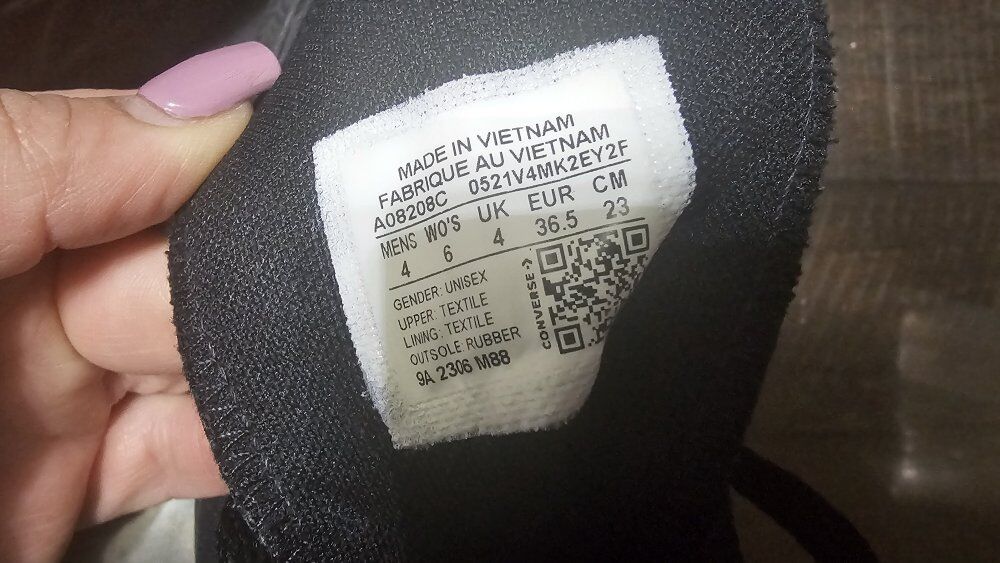 MADE IN VIETNAM
FABRIQUE AU VIETNAM
A08208C 0521V4MK2EY2F
MENS WO'S UK EUR CM
4 6 4 36.5 23
GENDER: UNISEX
UPPER: TEXTILE
LINING: TEXTILE
OUTSOLE RUBBER
9A 2306 M88
CONVERSE